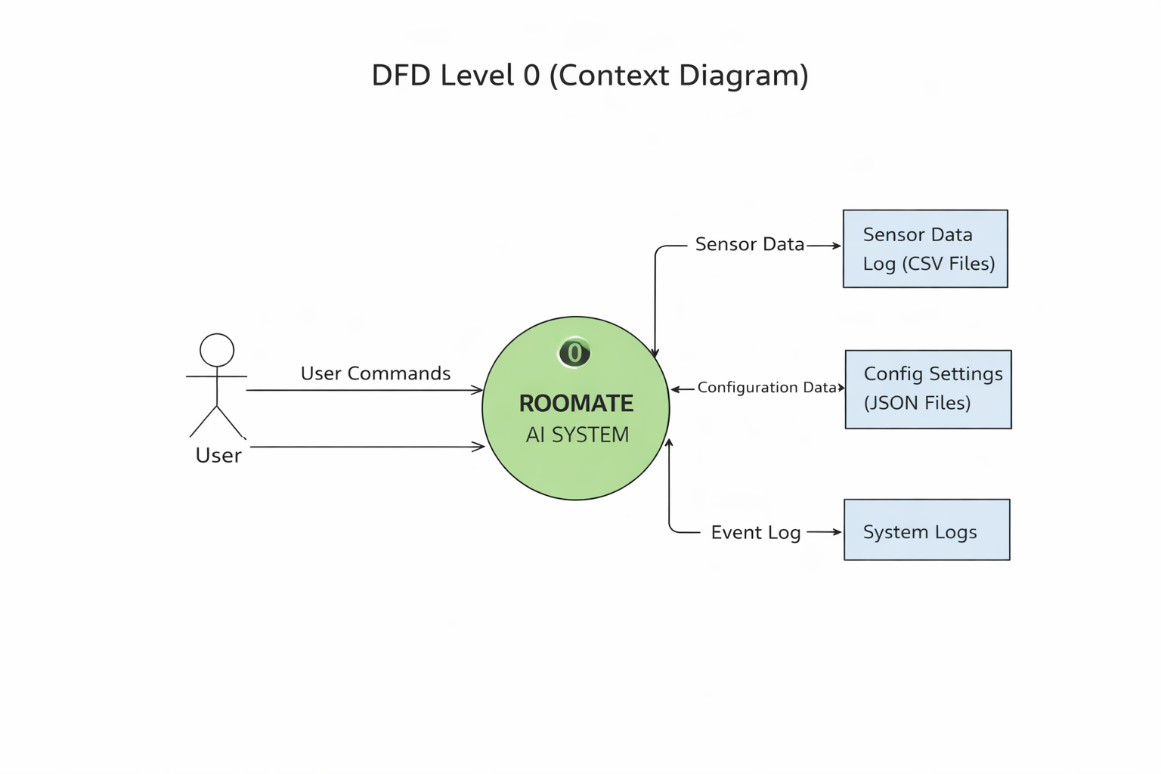 DFD Level 0 (Context Diagram)
Sensor Data
Sensor Data
Log (CSV Files)
0
User Commands
Configuration Data
Config Settings
(JSON Files)
ROOMATE
AI SYSTEM
User
Event Log
System Logs